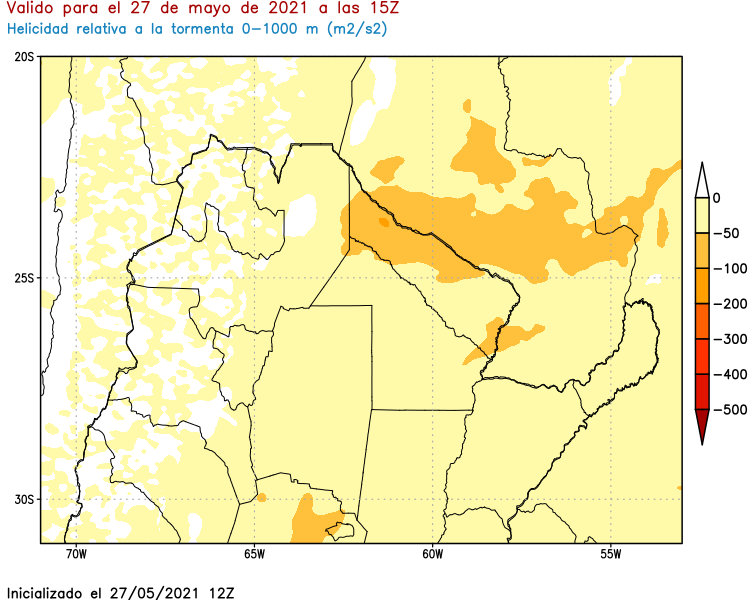 Valido para el 27 de mayo de 2021 a las 15Z
Helicidad relativa a la tormenta 0-1000 m (m2/s2)
20S
25S
30S
70W
65W
60W
55W
0
-50
-100
-200
-300
-400
-500
Inicializado el 27/05/2021 12Z